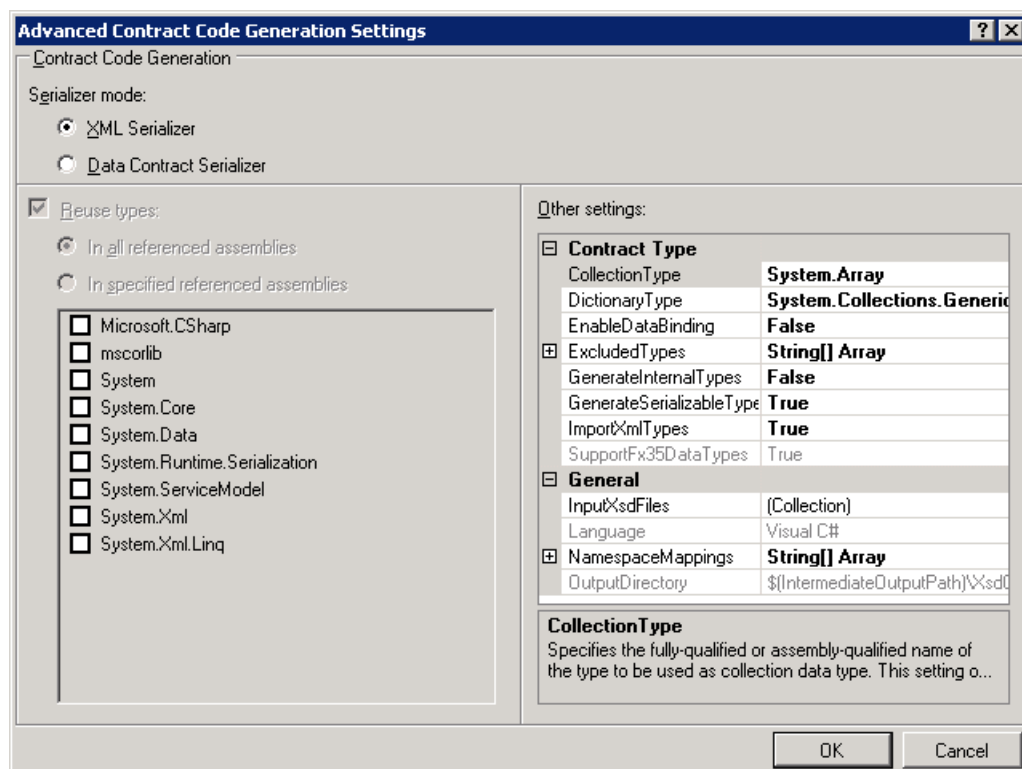 Advanced Contract Code Generation Settings
Contract Code Generation
Serializer mode:
XML Serializer
Data Contract Serializer
Reuse types:
In all referenced assemblies
In specified referenced assemblies
Microsoft.CSharp
mscorlib
System
System.Core
System.Data
System.Runtime.Serialization
System.ServiceModel
System.Xml
System.Xml.Linq
Other settings:
Contract Type
CollectionType System.Array
DictionaryType System.Collections.Generic
EnableDataBinding False
ExcludedTypes String[] Array
GenerateInternalTypes False
GenerateSerializableType True
ImportXmlTypes True
SupportFx35DataTypes True
General
InputXsdFiles (Collection)
Language Visual C#
NamespaceMappings String[] Array
OutputDirectory $(IntermediateOutputPath)\Xsd
CollectionType
Specifies the fully-qualified or assembly-qualified name of
the type to be used as collection data type. This setting o...
OK
Cancel